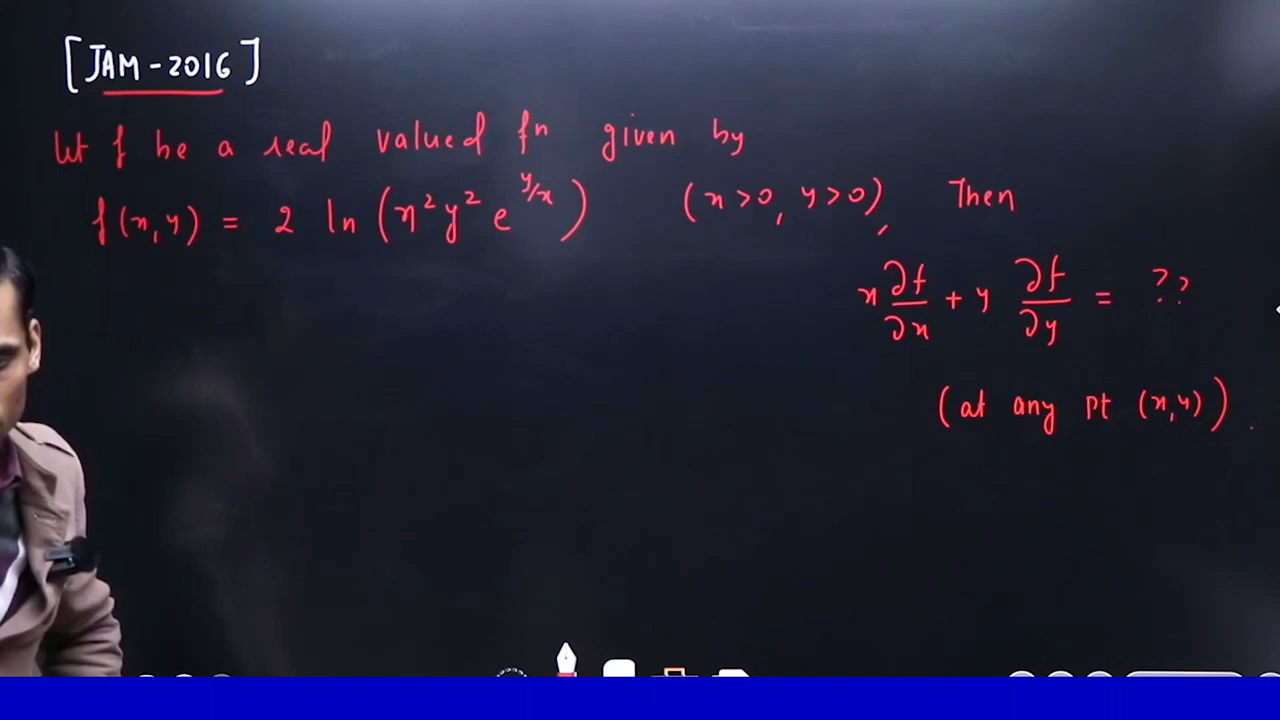 [JAM-2016]
let f be a real valued fn given by
f(x,y) = 2 ln(x²y² e^{y/x}) (x>0, y>0), Then
x ∂f/∂x + y ∂f/∂y = ??
(at any pt (x,y)).